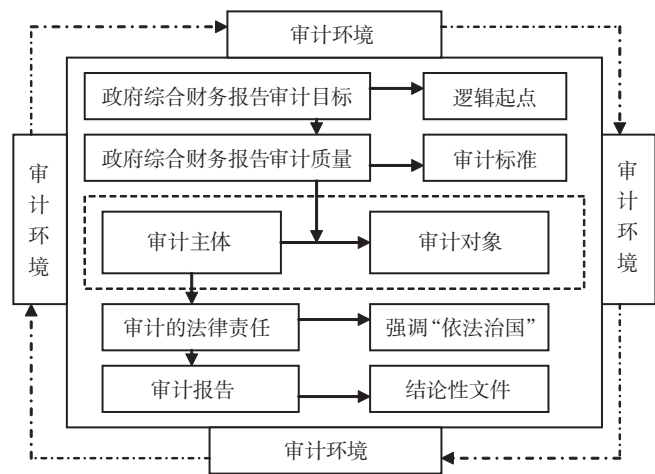 审计环境
政府综合财务报告审计目标
逻辑起点
政府综合财务报告审计质量
审计标准
审计环境
审计环境
审计主体
审计对象
审计的法律责任
强调“依法治国”
审计报告
结论性文件
审计环境